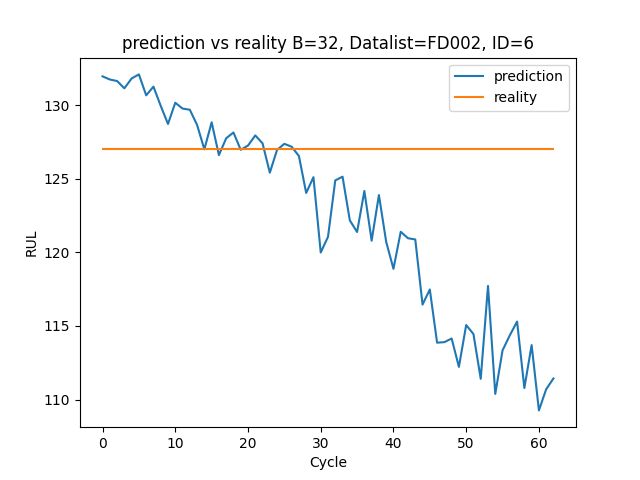 prediction vs reality B=32, Datalist=FD002, ID=6
prediction
reality
RUL
130
125
120
115
110
0 10 20 30 40 50 60
Cycle